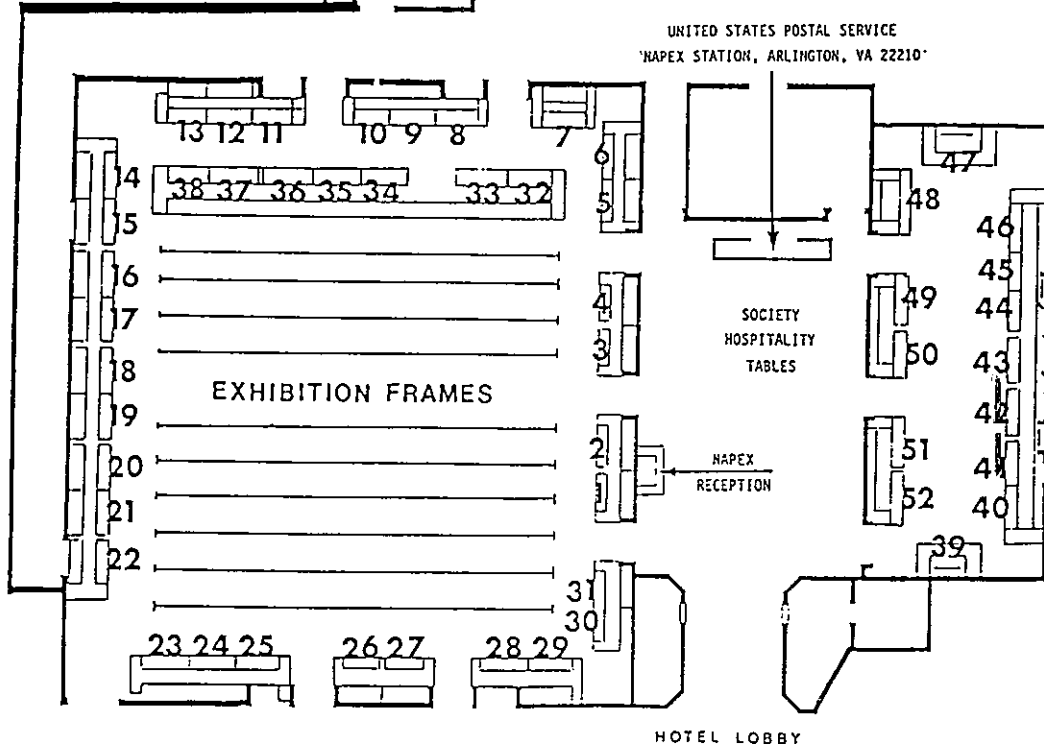 UNITED STATES POSTAL SERVICE
'NAPEX STATION, ARLINGTON, VA 22210'
13 12 11
10 9 8
7
6
5
47
48
14
15
38 37 36 35 34
33 32
46
45
44
16
17
4
3
SOCIETY
HOSPITALITY
TABLES
49
50
43
42
41
40
18
19
20
21
22
EXHIBITION FRAMES
2
NAPEX
RECEPTION
51
52
39
31
30
23 24 25
26 27
28 29
HOTEL LOBBY